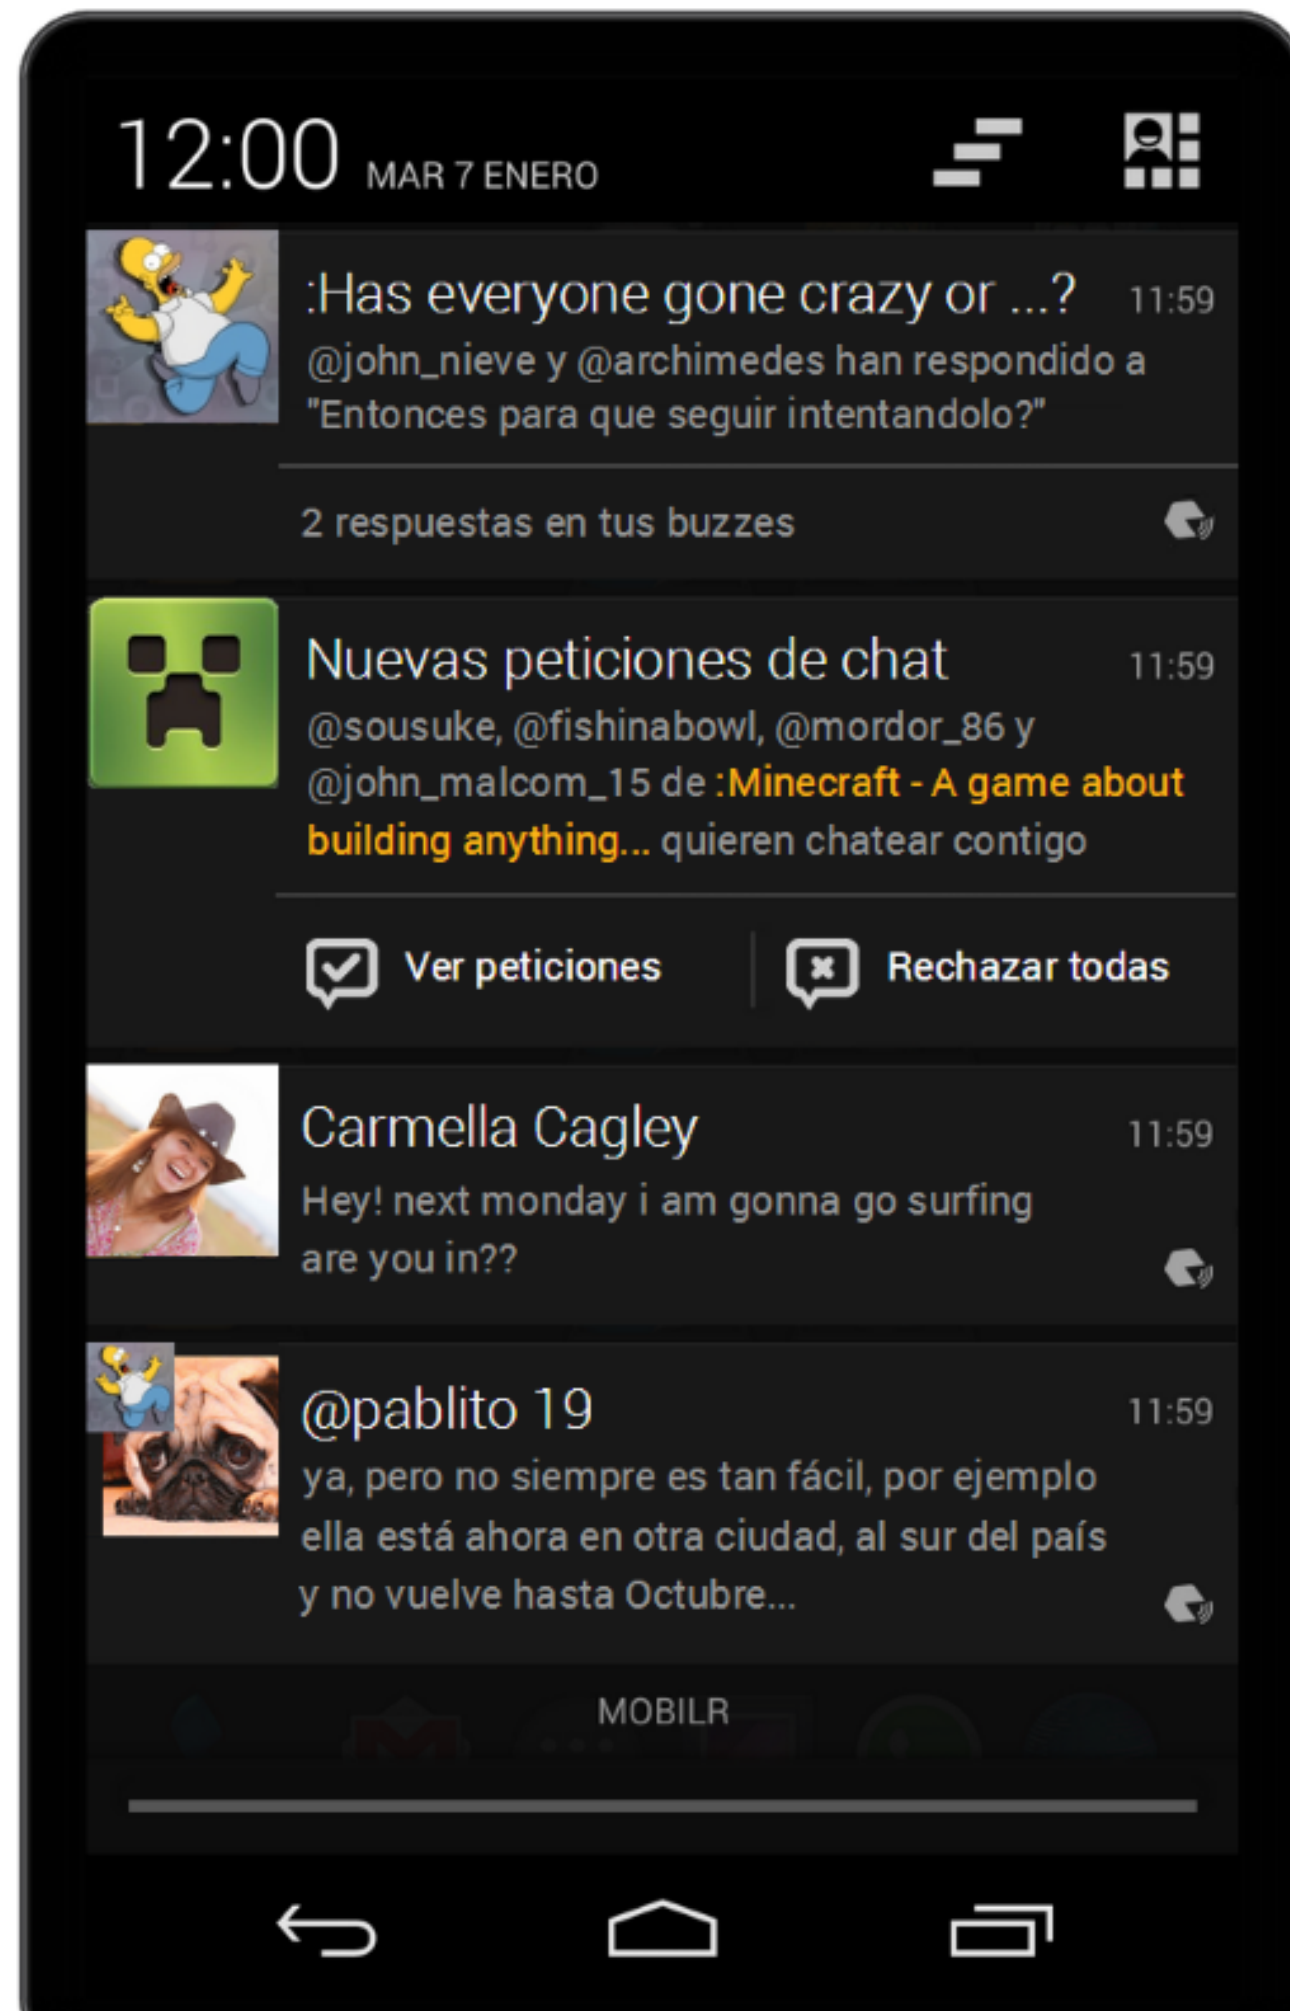 12:00 MAR 7 ENERO
:Has everyone gone crazy or ...? 11:59
@john_nieve y @archimedes han respondido a
"Entonces para que seguir intentandolo?"
2 respuestas en tus buzzes
Nuevas peticiones de chat 11:59
@sousuke, @fishinabowl, @mordor_86 y
@john_malcom_15 de :Minecraft - A game about
building anything... quieren chatear contigo
Ver peticiones Rechazar todas
Carmella Cagley 11:59
Hey! next monday i am gonna go surfing
are you in??
@pablito 19 11:59
ya, pero no siempre es tan fácil, por ejemplo
ella está ahora en otra ciudad, al sur del país
y no vuelve hasta Octubre...
MOBILR